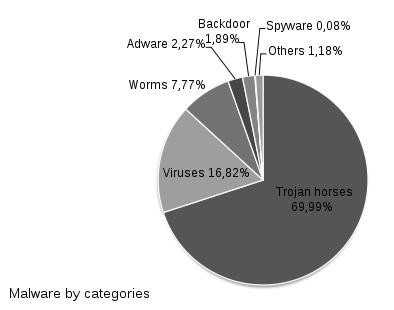 Backdoor
1,89%
Spyware 0,08%
Adware 2,27%
Others 1,18%
Worms 7,77%
Viruses 16,82%
Trojan horses
69,99%
Malware by categories